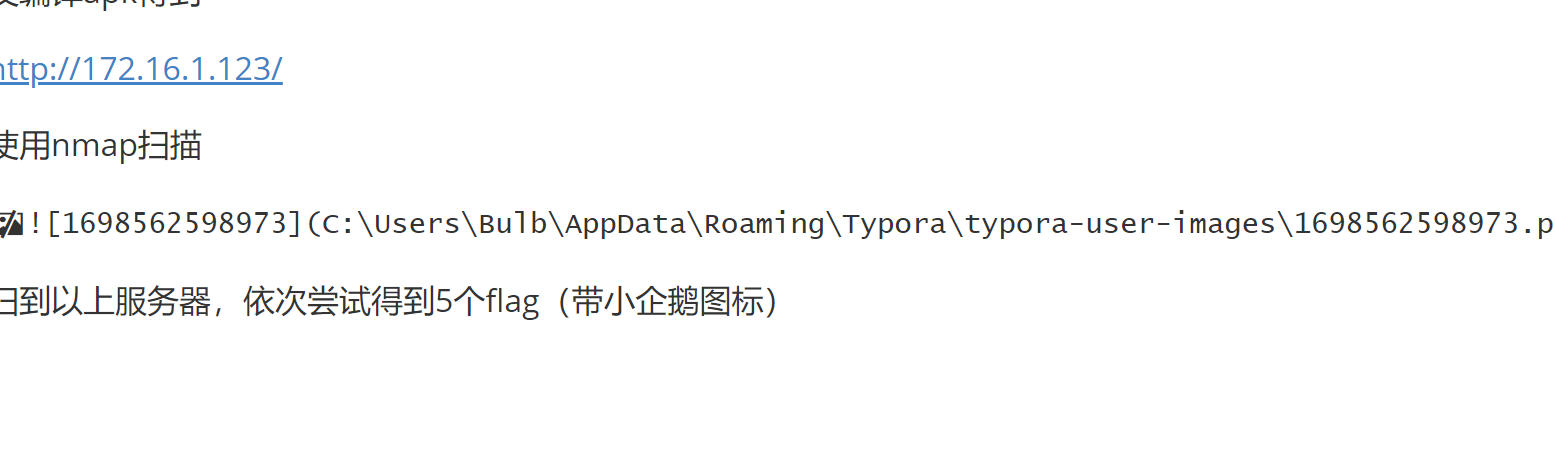 反编译apk得到
http://172.16.1.123/
使用nmap扫描
![1698562598973](C:\Users\Bulb\AppData\Roaming\Typora\typora-user-images\1698562598973.p
扫到以上服务器，依次尝试得到5个flag（带小企鹅图标）